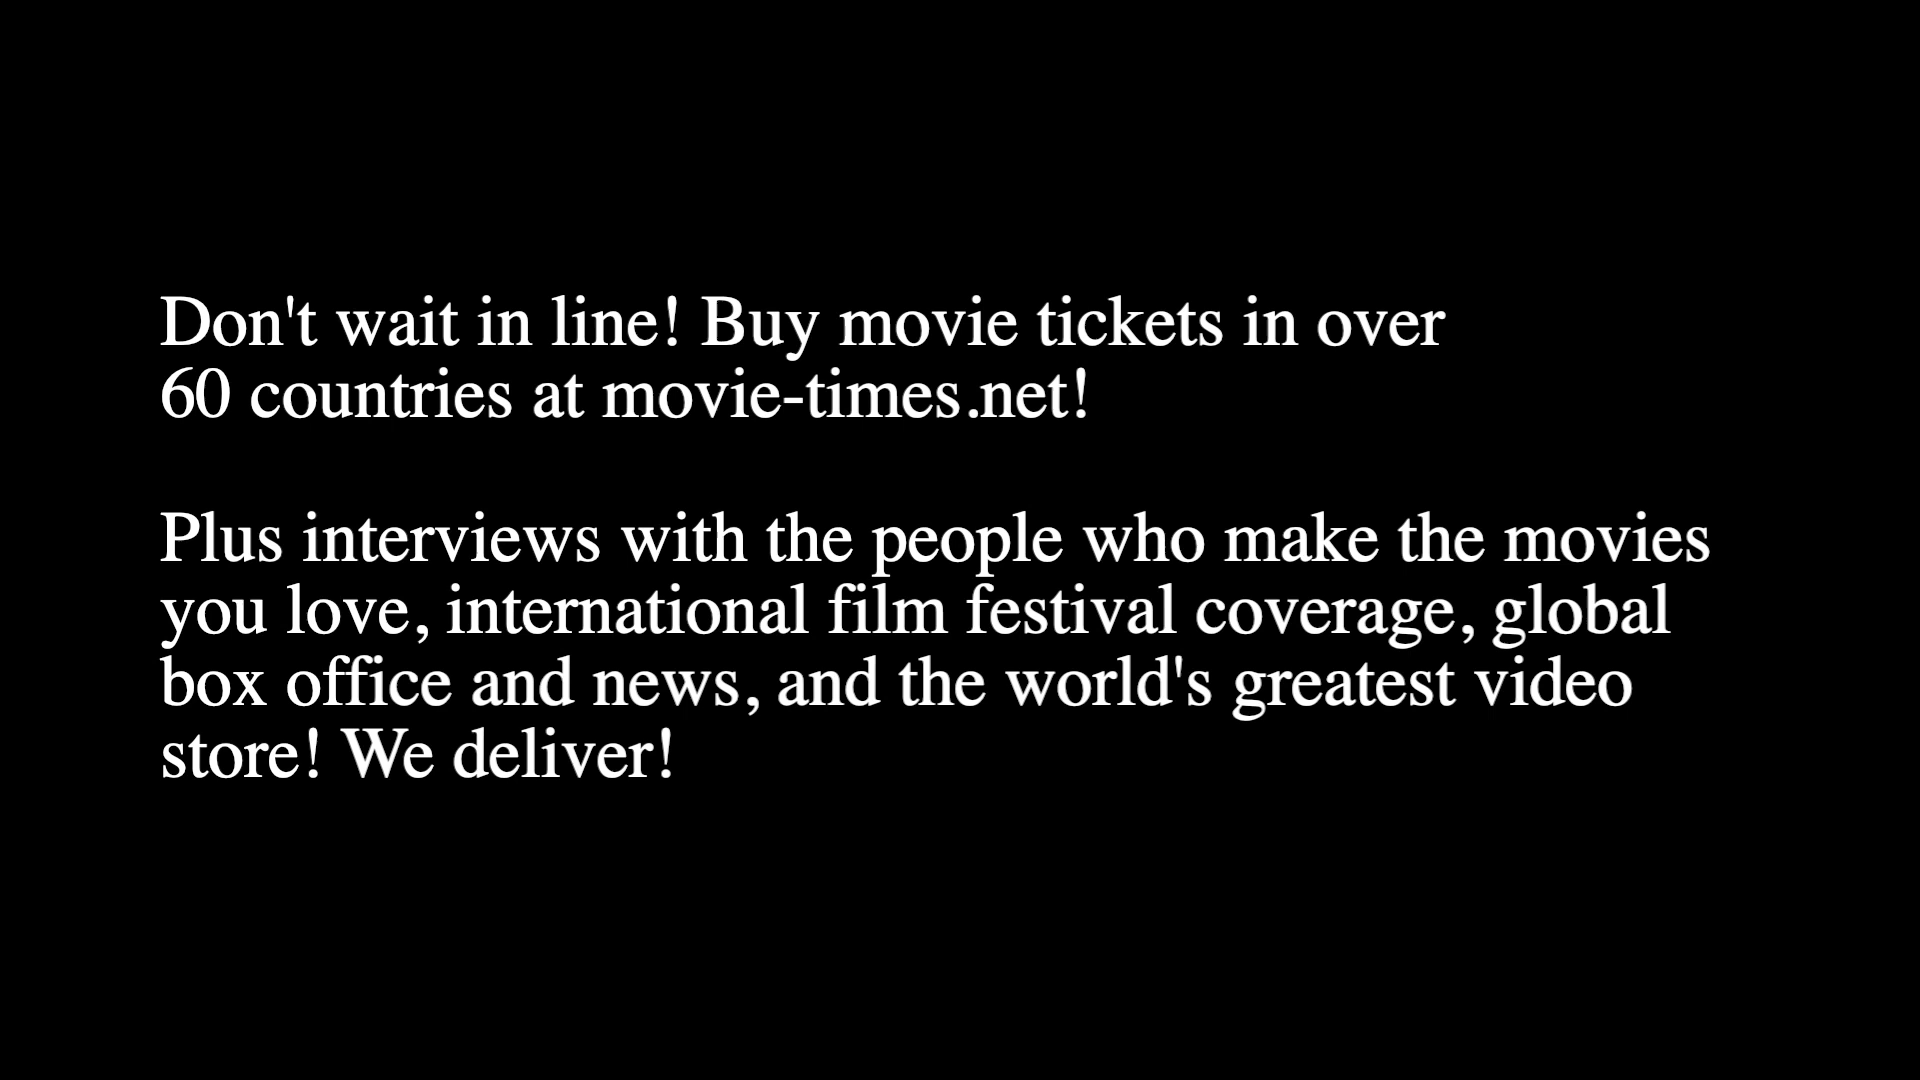 Don't wait in line! Buy movie tickets in over
60 countries at movie-times.net!
Plus interviews with the people who make the movies
you love, international film festival coverage, global
box office and news, and the world's greatest video
store! We deliver!